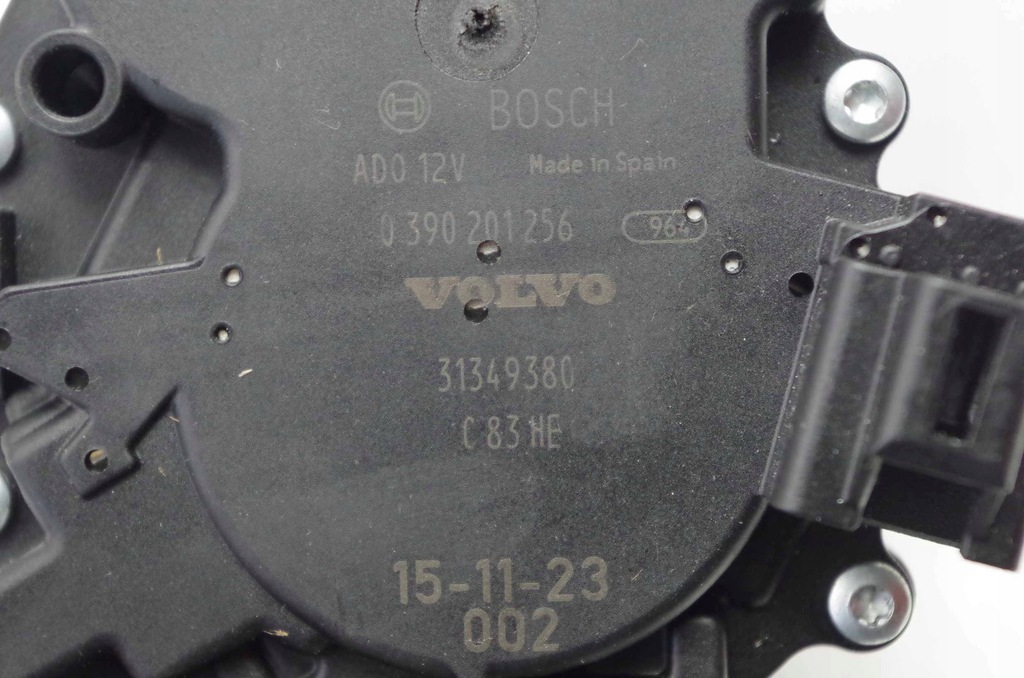 BOSCH
AD0 12V Made in Spain
0 390 201 256 964
VOLVO
31349380
C 83 HE
15-11-23
002